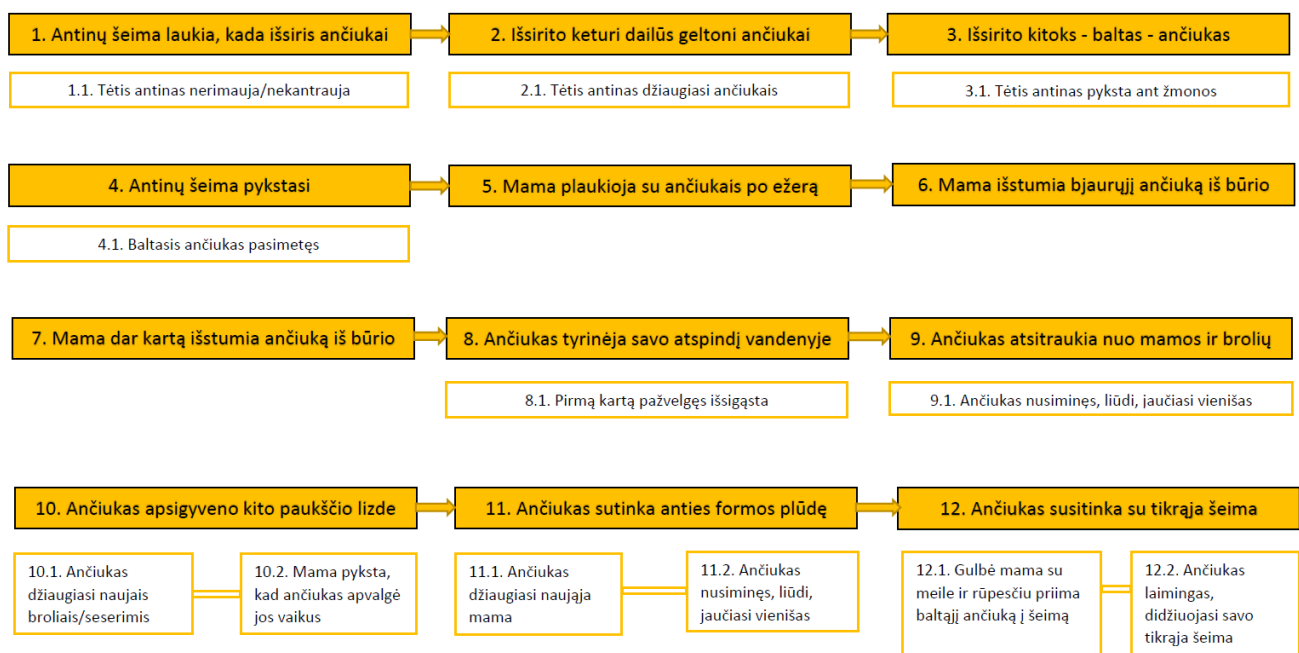 1. Antinų šeima laukia, kada išsiris ančiukai
2. Išsirito keturi dailūs geltoni ančiukai
3. Išsirito kitoks - baltas - ančiukas
1.1. Tėtis antinas nerimauja/nekantrauja
2.1. Tėtis antinas džiaugiasi ančiukais
3.1. Tėtis antinas pyksta ant žmonos
4. Antinų šeima pykstasi
5. Mama plaukioja su ančiukais po ežerą
6. Mama išstumia bjaurųjį ančiuką iš būrio
4.1. Baltasis ančiukas pasimetęs
7. Mama dar kartą išstumia ančiuką iš būrio
8. Ančiukas tyrinėja savo atspindį vandenyje
9. Ančiukas atsitraukia nuo mamos ir brolių
8.1. Pirmą kartą pažvelgęs išsigąsta
9.1. Ančiukas nusiminęs, liūdi, jaučiasi vienišas
10. Ančiukas apsigyveno kito paukščio lizde
11. Ančiukas sutinka anties formos plūdę
12. Ančiukas susitinka su tikrąja šeima
10.1. Ančiukas
džiaugiasi naujais
broliais/seserimis
10.2. Mama pyksta,
kad ančiukas apvalgė
jos vaikus
11.1. Ančiukas
džiaugiasi naująja
mama
11.2. Ančiukas
nusiminęs, liūdi,
jaučiasi vienišas
12.1. Gulbė mama su
meile ir rūpesčiu priima
baltąjį ančiuką į šeimą
12.2. Ančiukas
laimingas,
didžiuojasi savo
tikrąja šeima